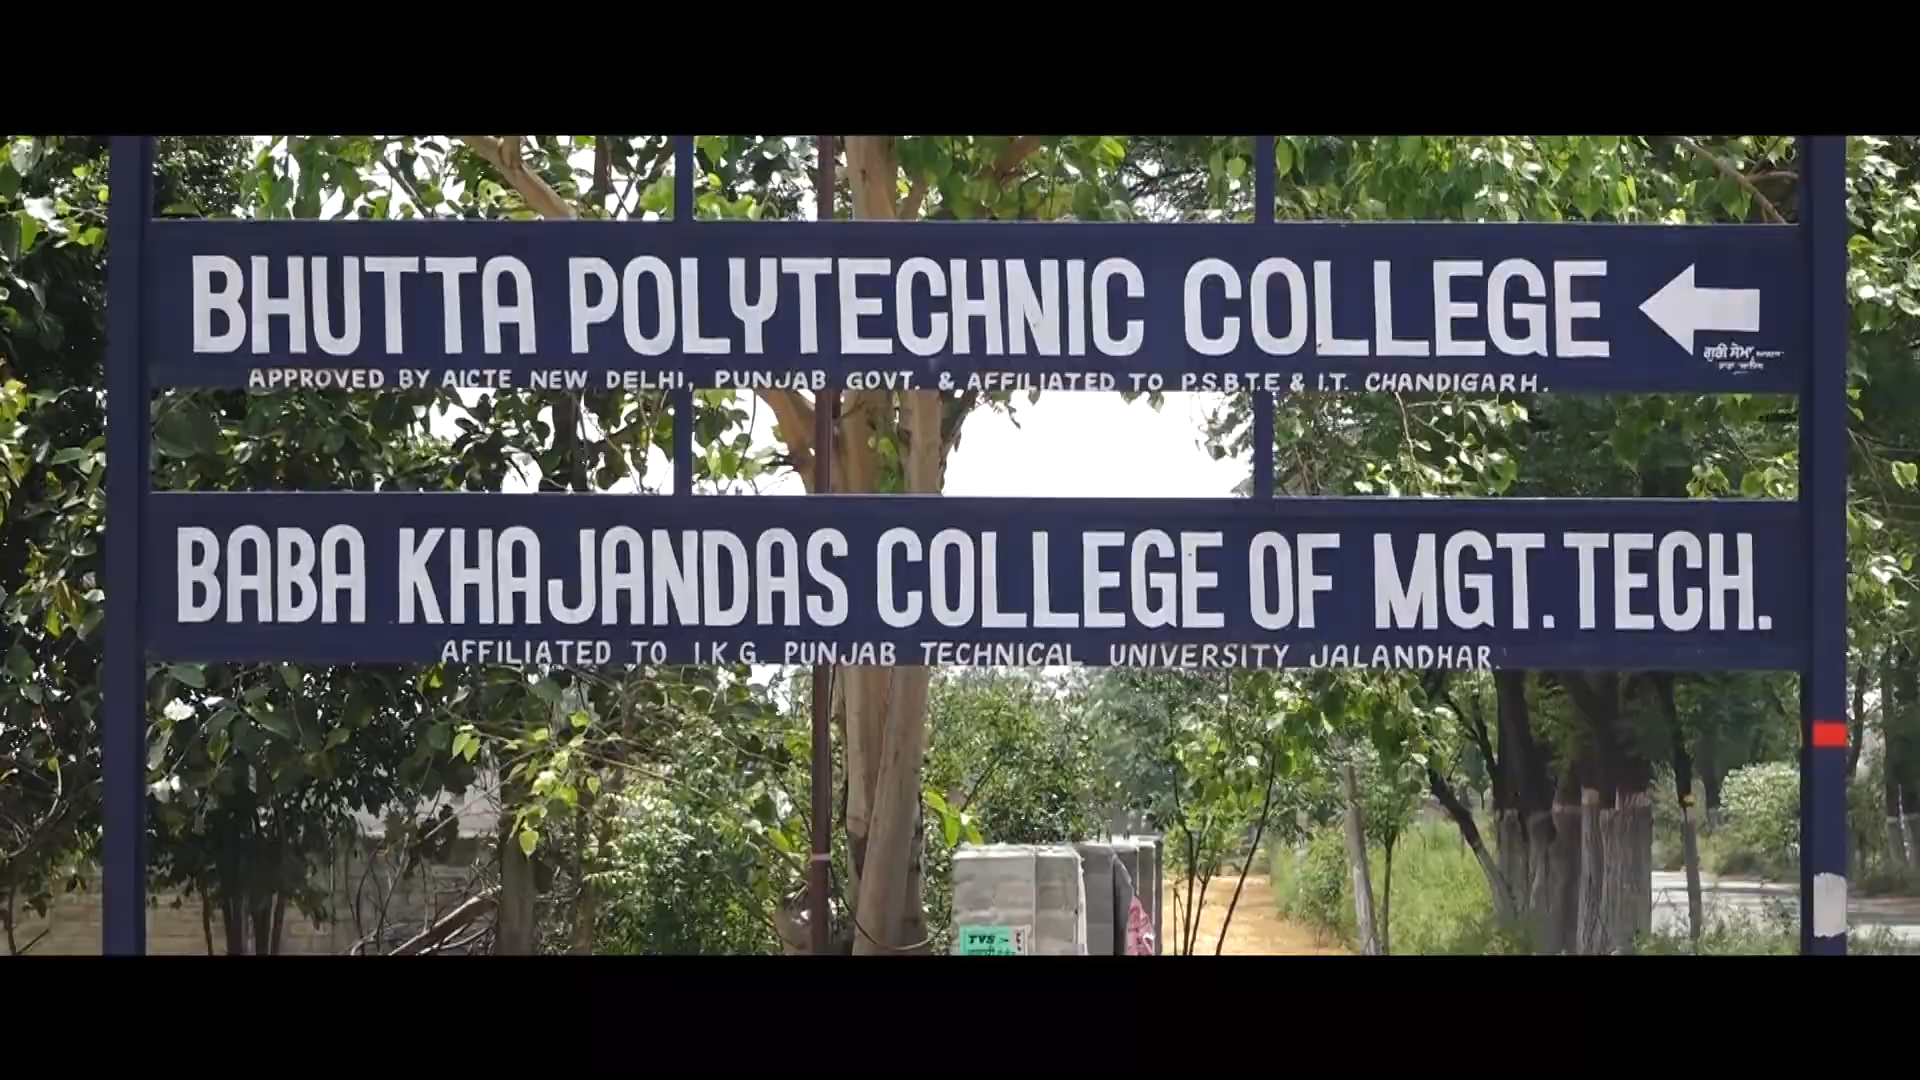 BHUTTA POLYTECHNIC COLLEGE
APPROVED BY AICTE NEW DELHI, PUNJAB GOVT. & AFFILIATED TO P.S.B.T.E & I.T. CHANDIGARH.
BABA KHAJANDAS COLLEGE OF MGT. TECH.
AFFILIATED TO I.K.G. PUNJAB TECHNICAL UNIVERSITY JALANDHAR.
TVS